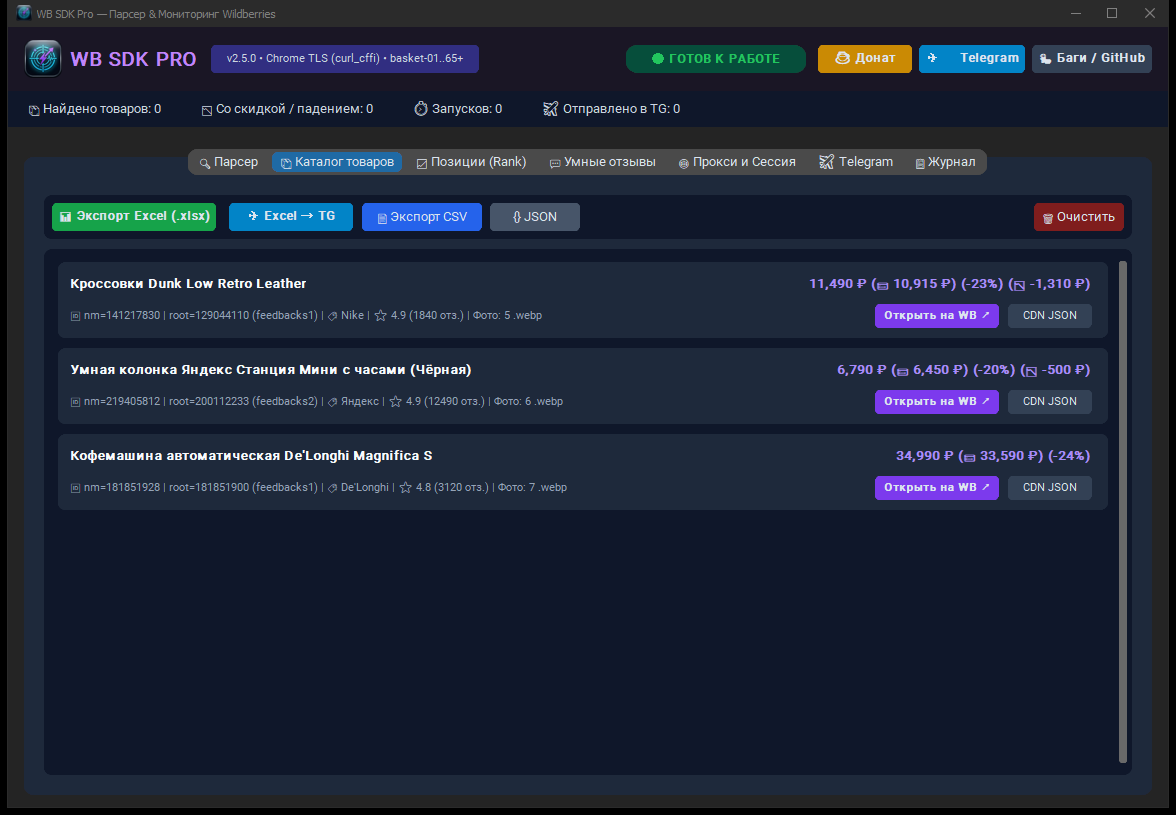 WB SDK Pro — Парсер & Мониторинг Wildberries
WB SDK PRO
v2.5.0 • Chrome TLS (curl_cffi) • basket-01..65+
ГОТОВ К РАБОТЕ
Донат
Telegram
Баги / GitHub
Найдено товаров: 0
Со скидкой / падением: 0
Запусков: 0
Отправлено в TG: 0
Парсер
Каталог товаров
Позиции (Rank)
Умные отзывы
Прокси и Сессия
Telegram
Журнал
Экспорт Excel (.xlsx)
Excel → TG
Экспорт CSV
{} JSON
Очистить
Кроссовки Dunk Low Retro Leather
11,490 ₽ (10,915 ₽) (-23%) (-1,310 ₽)
nm=141217830 | root=129044110 (feedbacks1) | Nike | 4.9 (1840 отз.) | Фото: 5 .webp
Открыть на WB ↗
CDN JSON
Умная колонка Яндекс Станция Мини с часами (Чёрная)
6,790 ₽ (6,450 ₽) (-20%) (-500 ₽)
nm=219405812 | root=200112233 (feedbacks2) | Яндекс | 4.9 (12490 отз.) | Фото: 6 .webp
Открыть на WB ↗
CDN JSON
Кофемашина автоматическая De'Longhi Magnifica S
34,990 ₽ (33,590 ₽) (-24%)
nm=181851928 | root=181851900 (feedbacks1) | De'Longhi | 4.8 (3120 отз.) | Фото: 7 .webp
Открыть на WB ↗
CDN JSON